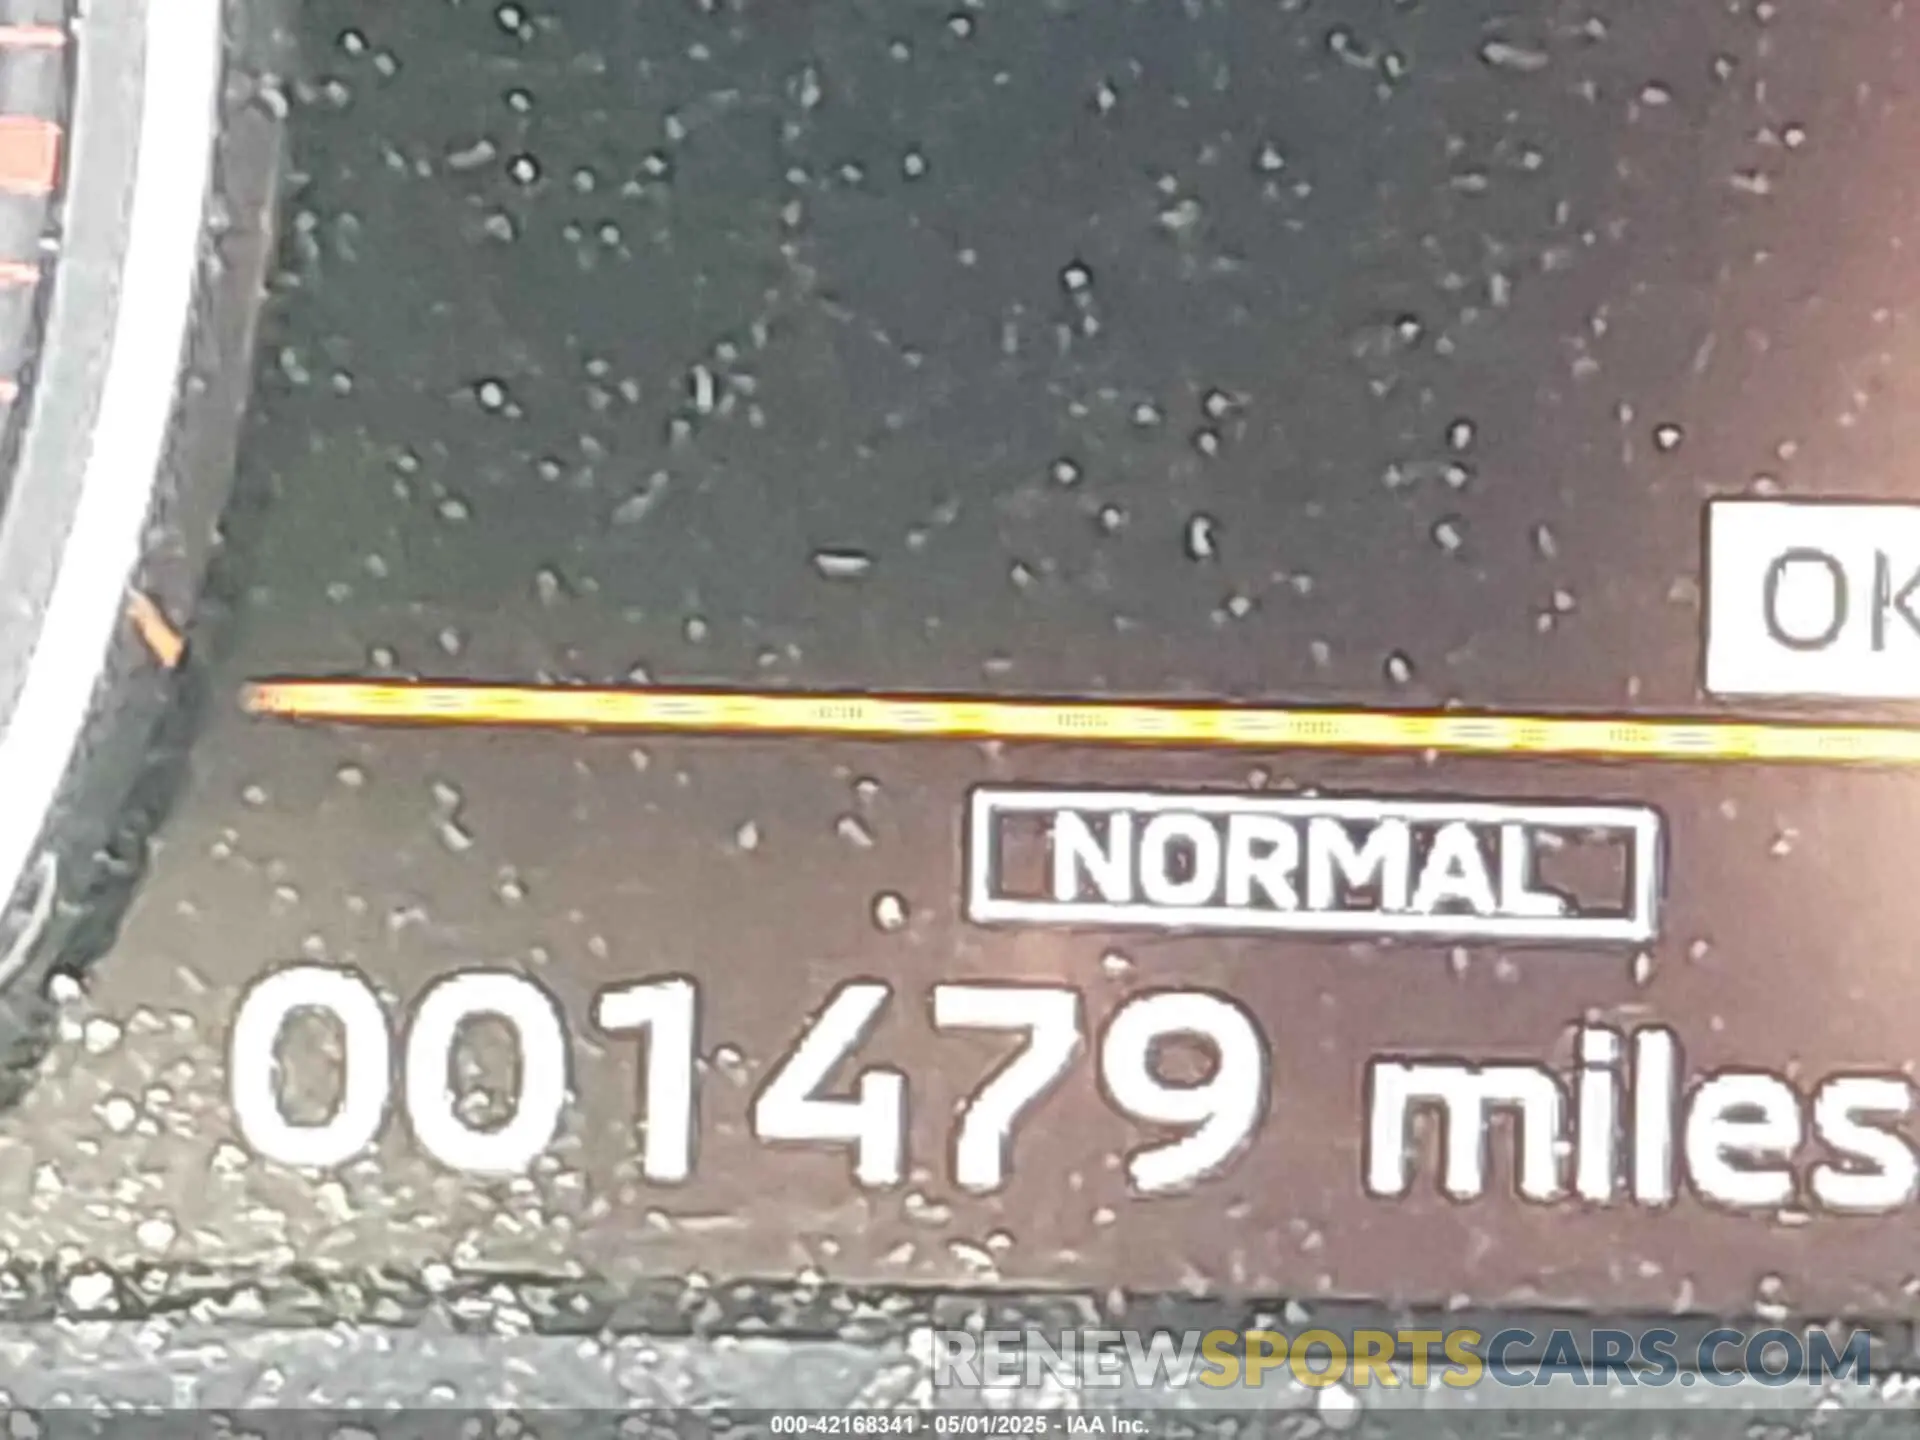 OK
NORMAL
001479 miles
RENEWSPORTSCARS.COM
000-42168341 - 05/01/2025 - IAA Inc.